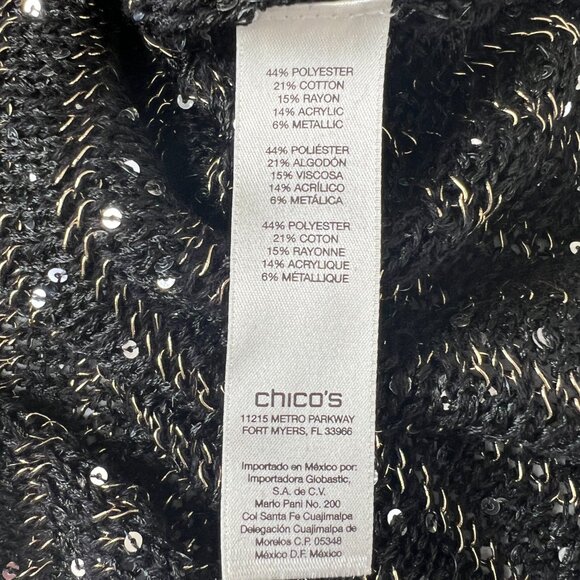 44% POLYESTER
21% COTTON
15% RAYON
14% ACRYLIC
6% METALLIC
44% POLIÉSTER
21% ALGODÓN
15% VISCOSA
14% ACRÍLICO
6% METÁLICA
44% POLYESTER
21% COTON
15% RAYONNE
14% ACRYLIQUE
6% MÉTALLIQUE
chico's
11215 METRO PARKWAY
FORT MYERS, FL 33966
Importado en México por:
Importadora Globastic,
S.A. de C.V.
Mario Pani No. 200
Col Santa Fe Cuajimalpa
Delegación Cuajimalpa de
Morelos C.P. 05348
México D.F. México